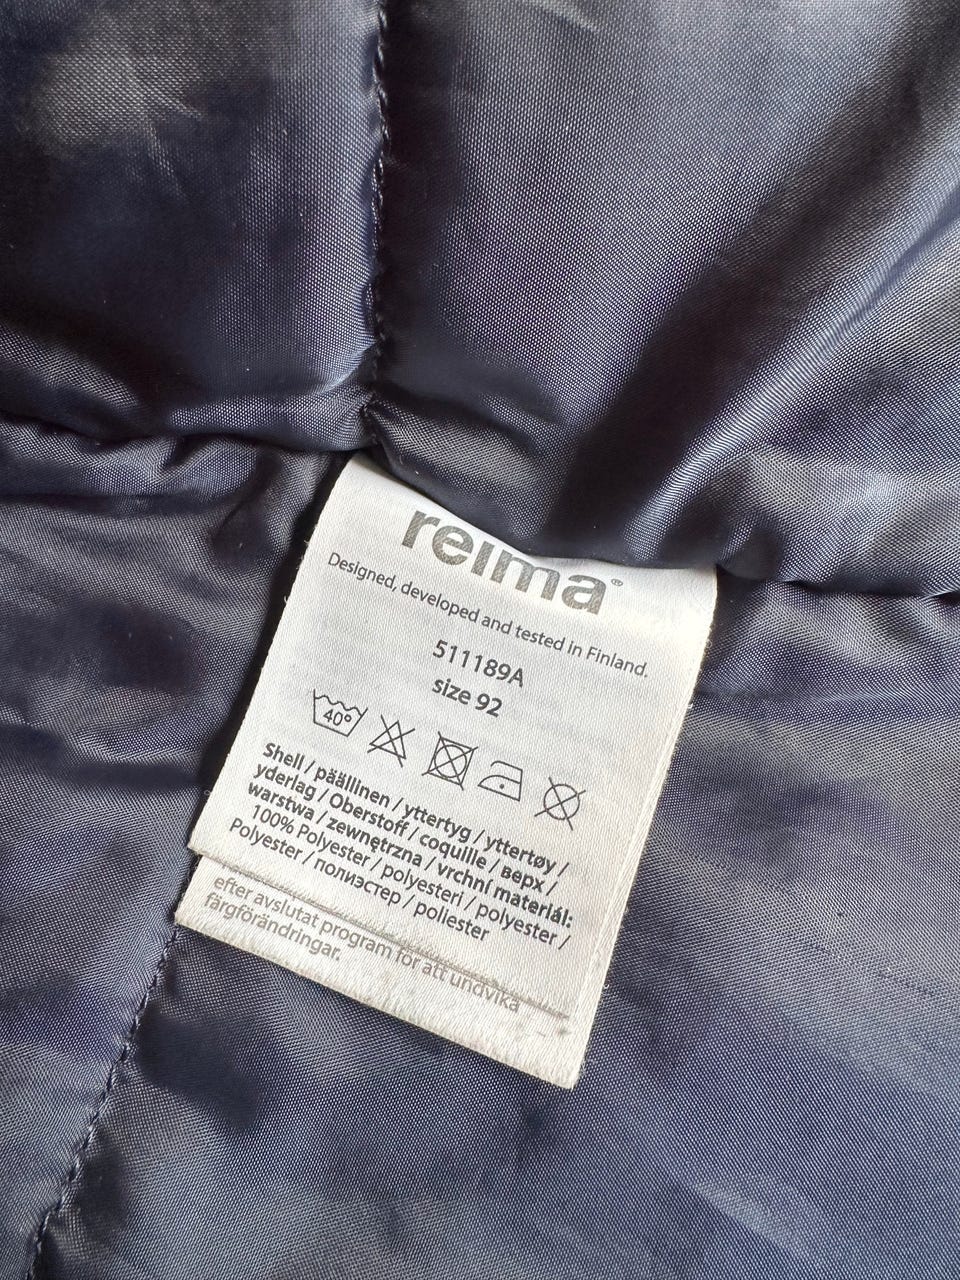 reima®
Designed, developed and tested in Finland.
511189A
size 92
40°
Shell / päällinen / yttertyg / yttertøy /
yderlag / Oberstoff / coquille / верх /
warstwa / zewnętrzna / vrchní materiál:
100% Polyester / polyesteri / polyester /
Polyester / полиэстер / poliester
efter avslutat program för att undvika
färgförändringar.